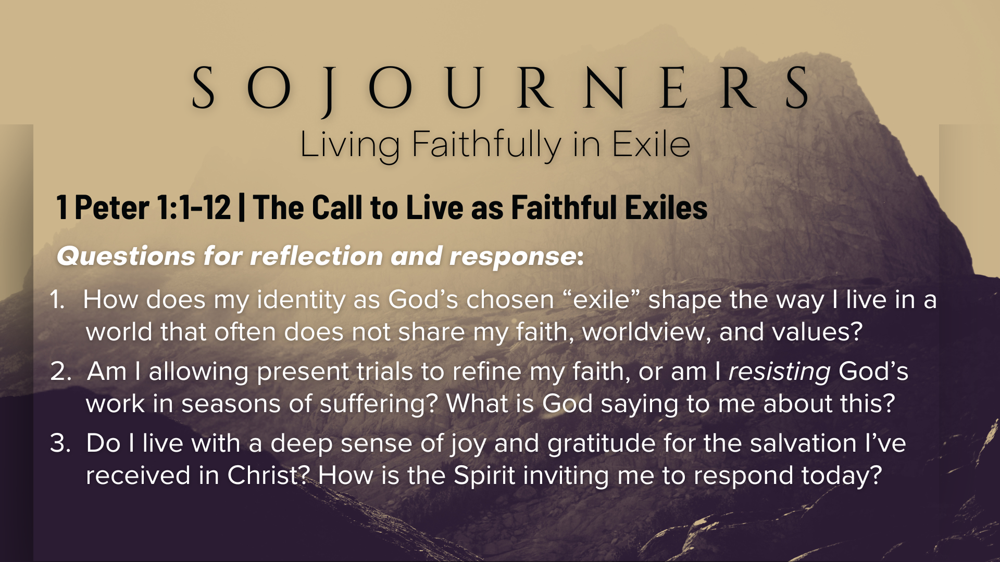 SOJOURNERS
Living Faithfully in Exile
1 Peter 1:1-12 | The Call to Live as Faithful Exiles
Questions for reflection and response:
1. How does my identity as God’s chosen “exile” shape the way I live in a
world that often does not share my faith, worldview, and values?
2. Am I allowing present trials to refine my faith, or am I resisting God’s
work in seasons of suffering? What is God saying to me about this?
3. Do I live with a deep sense of joy and gratitude for the salvation I’ve
received in Christ? How is the Spirit inviting me to respond today?